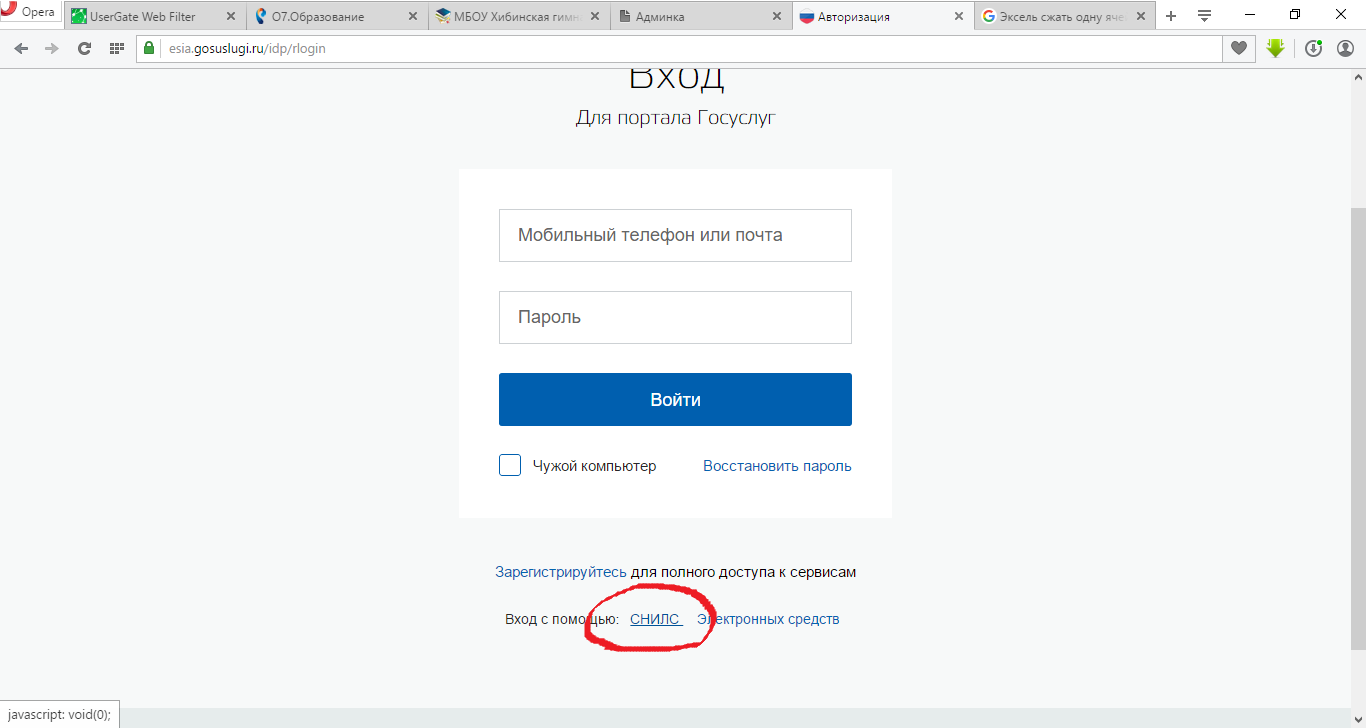 Opera
UserGate Web Filter
О7.Образование
МБОУ Хибинская гимн
Админка
Авторизация
Эксель сжать одну яче
esia.gosuslugi.ru/idp/rlogin
Вход
Для портала Госуслуг
Мобильный телефон или почта
Пароль
Войти
Чужой компьютер
Восстановить пароль
Зарегистрируйтесь для полного доступа к сервисам
Вход с помощью: СНИЛС Электронных средств
javascript: void(0);